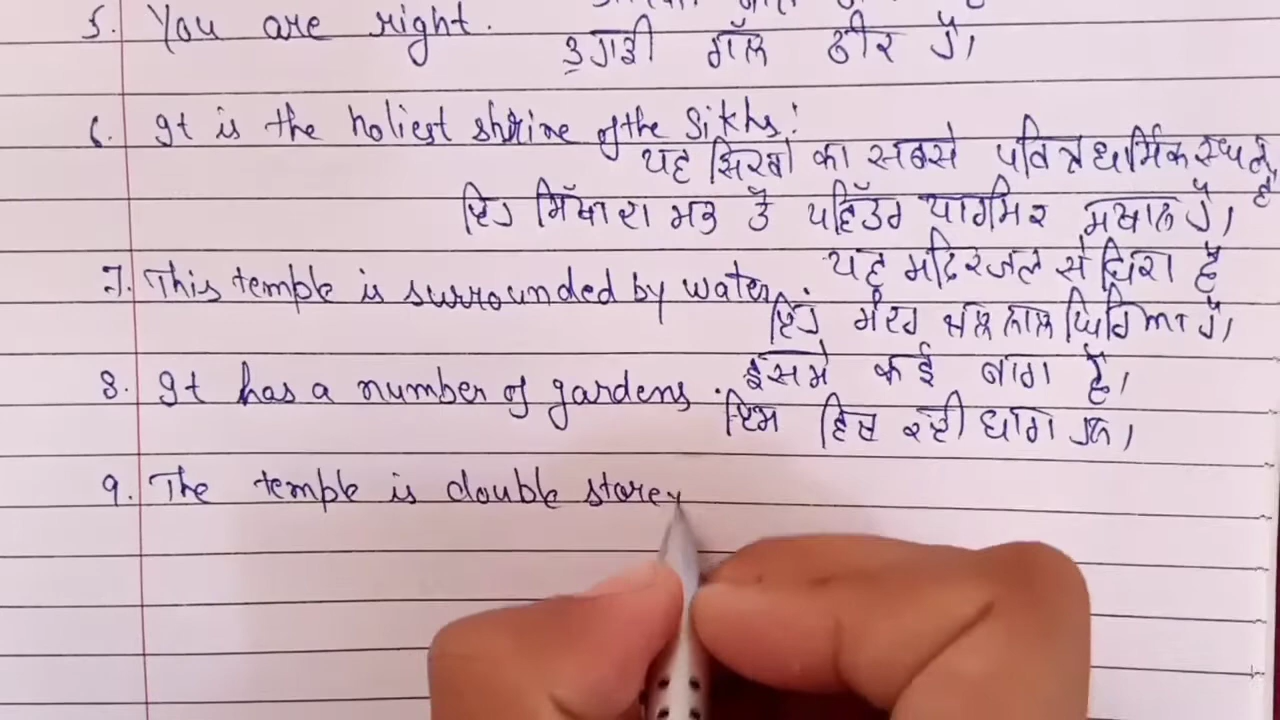 5. You are right.
ਤੁਹਾਡੀ ਗੱਲ ਠੀਕ ਹੈ।
6. It is the holiest shrine of the Sikhs.
यह सिखों का सबसे पवित्र धार्मिक स्थल है
ਇਹ ਸਿੱਖਾਂ ਦਾ ਸਭ ਤੋਂ ਪਵਿੱਤਰ ਧਾਰਮਿਕ ਸਥਾਨ ਹੈ।
यह मंदिर जल से घिरा है
7. This temple is surrounded by water.
ਇਹ ਮੰਦਰ ਜਲ ਨਾਲ ਘਿਰਿਆ ਹੈ।
8. It has a number of gardens. इसमे कई बाग है।
ਇਸ ਵਿਚ ਕਈ ਬਾਗ ਹਨ।
9. The temple is double storey